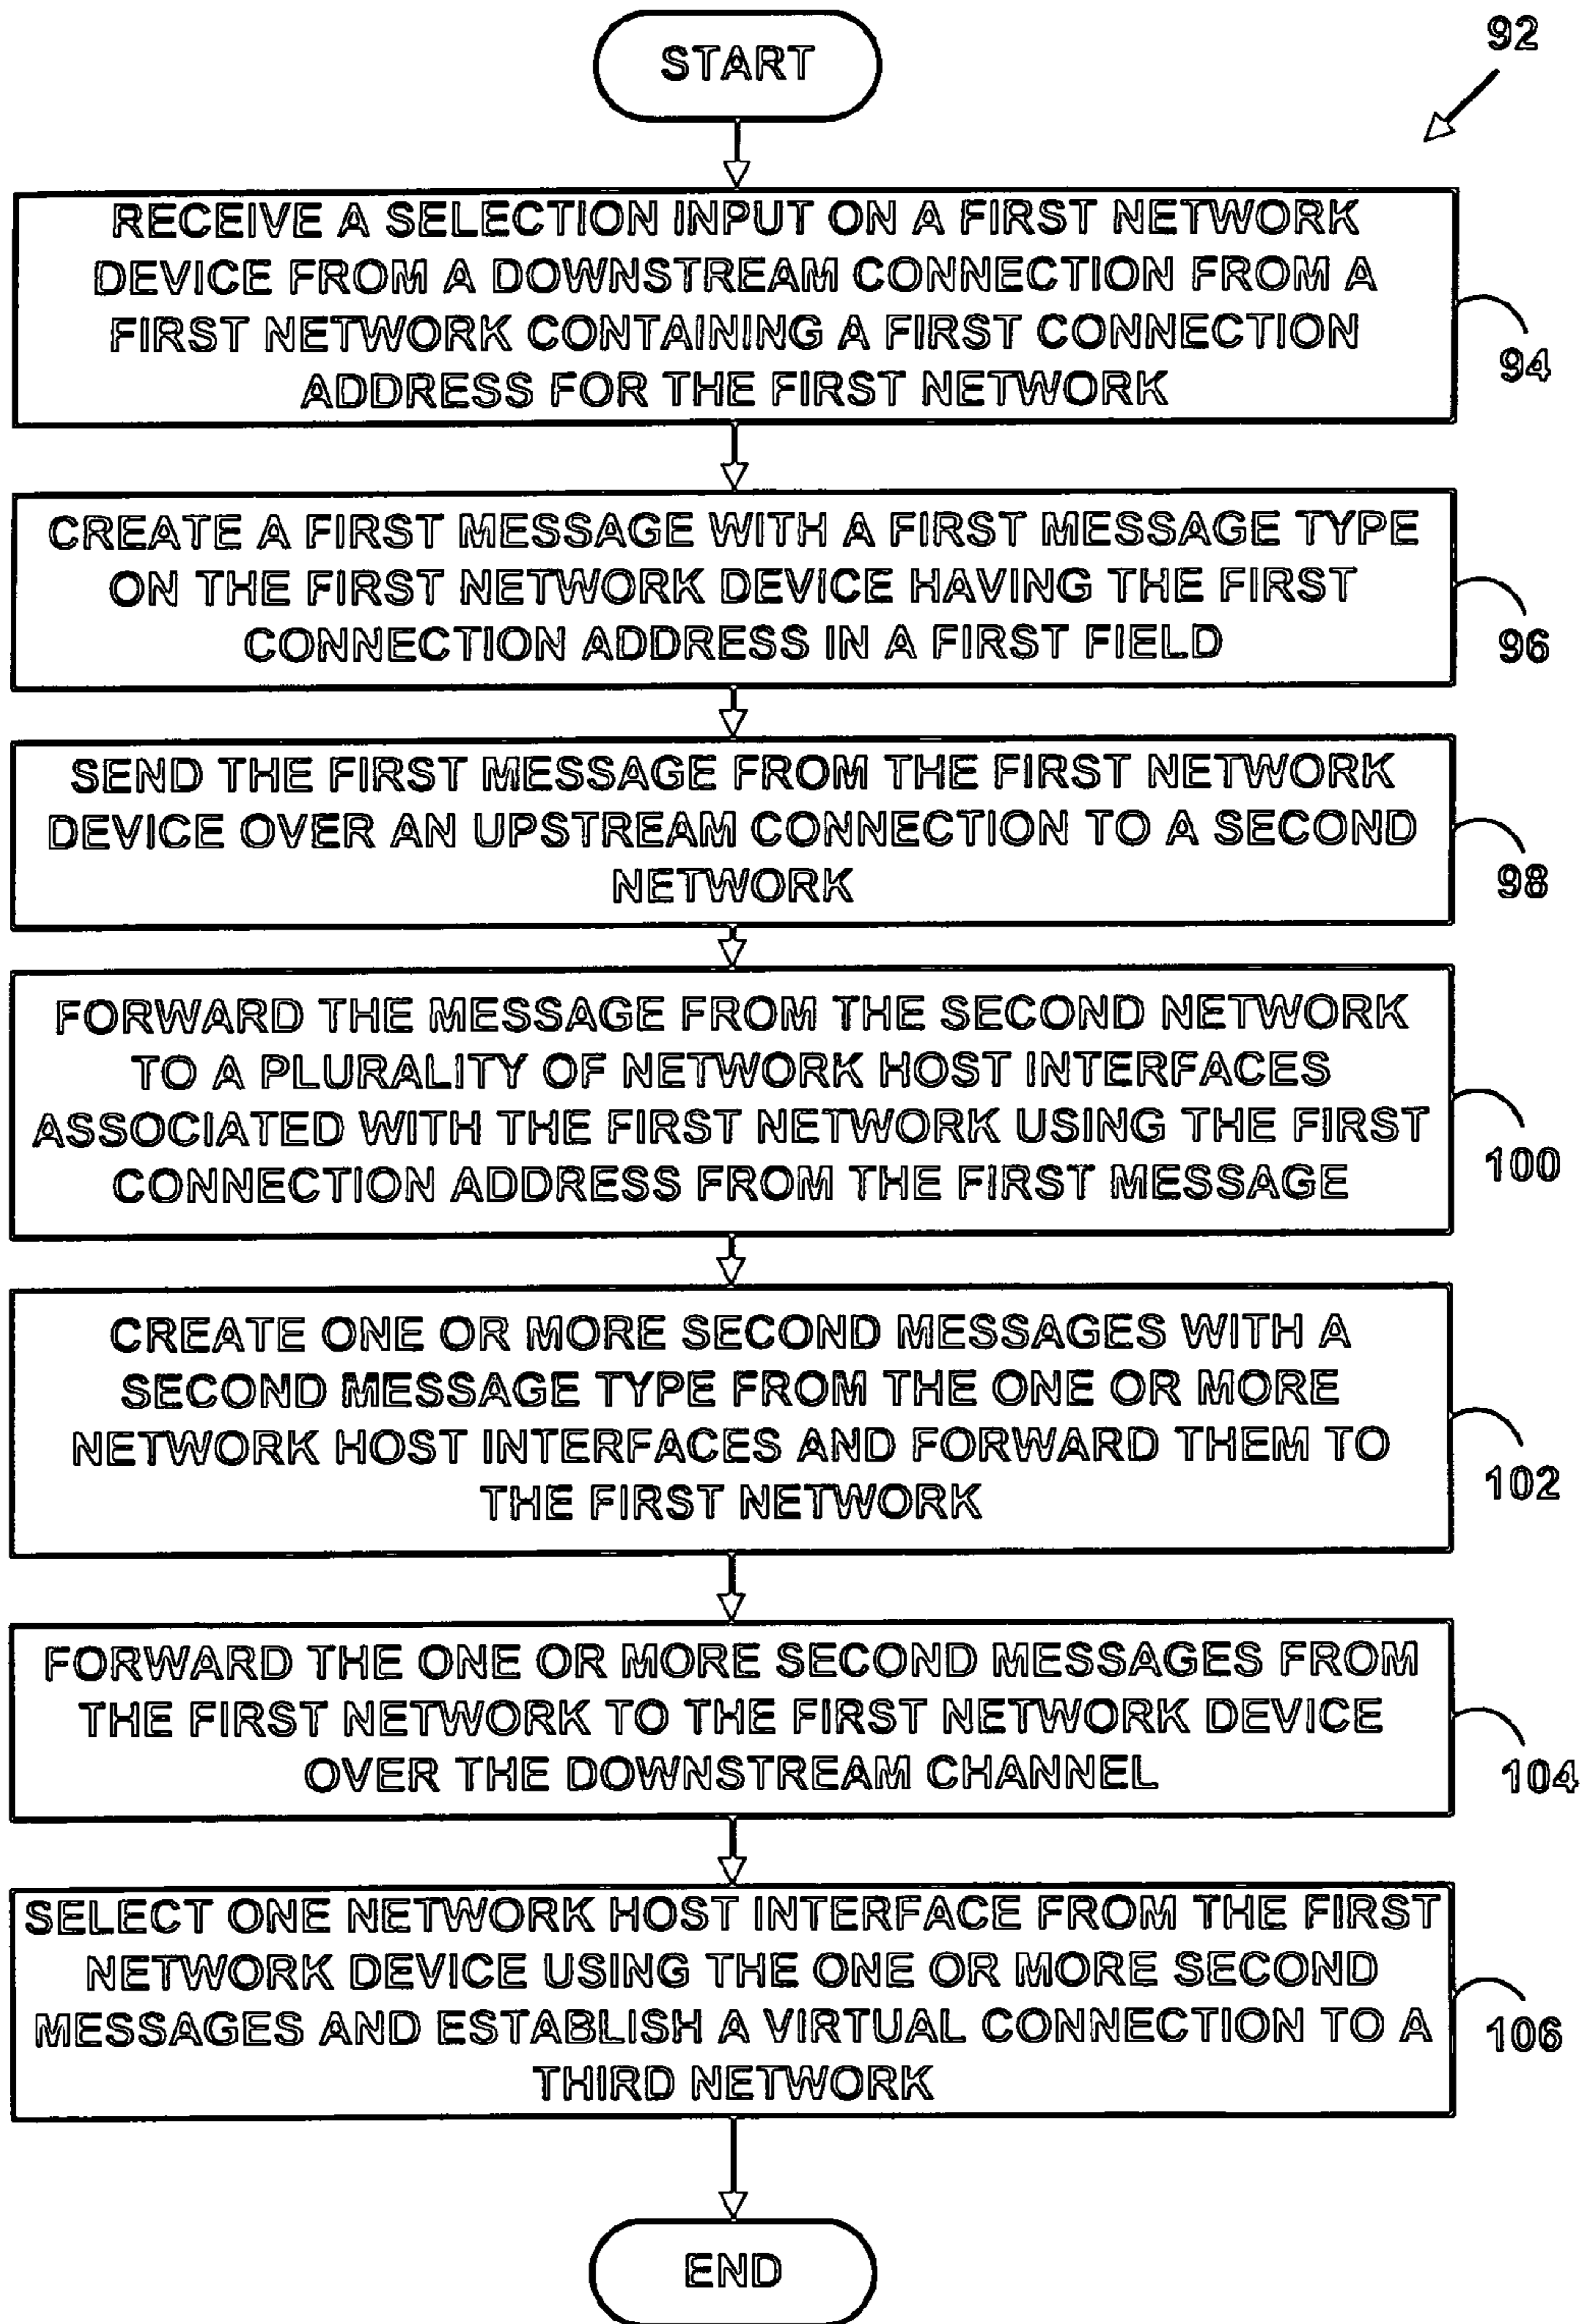 START
92
RECEIVE A SELECTION INPUT ON A FIRST NETWORK
DEVICE FROM A DOWNSTREAM CONNECTION FROM A
FIRST NETWORK CONTAINING A FIRST CONNECTION
ADDRESS FOR THE FIRST NETWORK
94
CREATE A FIRST MESSAGE WITH A FIRST MESSAGE TYPE
ON THE FIRST NETWORK DEVICE HAVING THE FIRST
CONNECTION ADDRESS IN A FIRST FIELD
96
SEND THE FIRST MESSAGE FROM THE FIRST NETWORK
DEVICE OVER AN UPSTREAM CONNECTION TO A SECOND
NETWORK
98
FORWARD THE MESSAGE FROM THE SECOND NETWORK
TO A PLURALITY OF NETWORK HOST INTERFACES
ASSOCIATED WITH THE FIRST NETWORK USING THE FIRST
CONNECTION ADDRESS FROM THE FIRST MESSAGE
100
CREATE ONE OR MORE SECOND MESSAGES WITH A
SECOND MESSAGE TYPE FROM THE ONE OR MORE
NETWORK HOST INTERFACES AND FORWARD THEM TO
THE FIRST NETWORK
102
FORWARD THE ONE OR MORE SECOND MESSAGES FROM
THE FIRST NETWORK TO THE FIRST NETWORK DEVICE
OVER THE DOWNSTREAM CHANNEL
104
SELECT ONE NETWORK HOST INTERFACE FROM THE FIRST
NETWORK DEVICE USING THE ONE OR MORE SECOND
MESSAGES AND ESTABLISH A VIRTUAL CONNECTION TO A
THIRD NETWORK
106
END